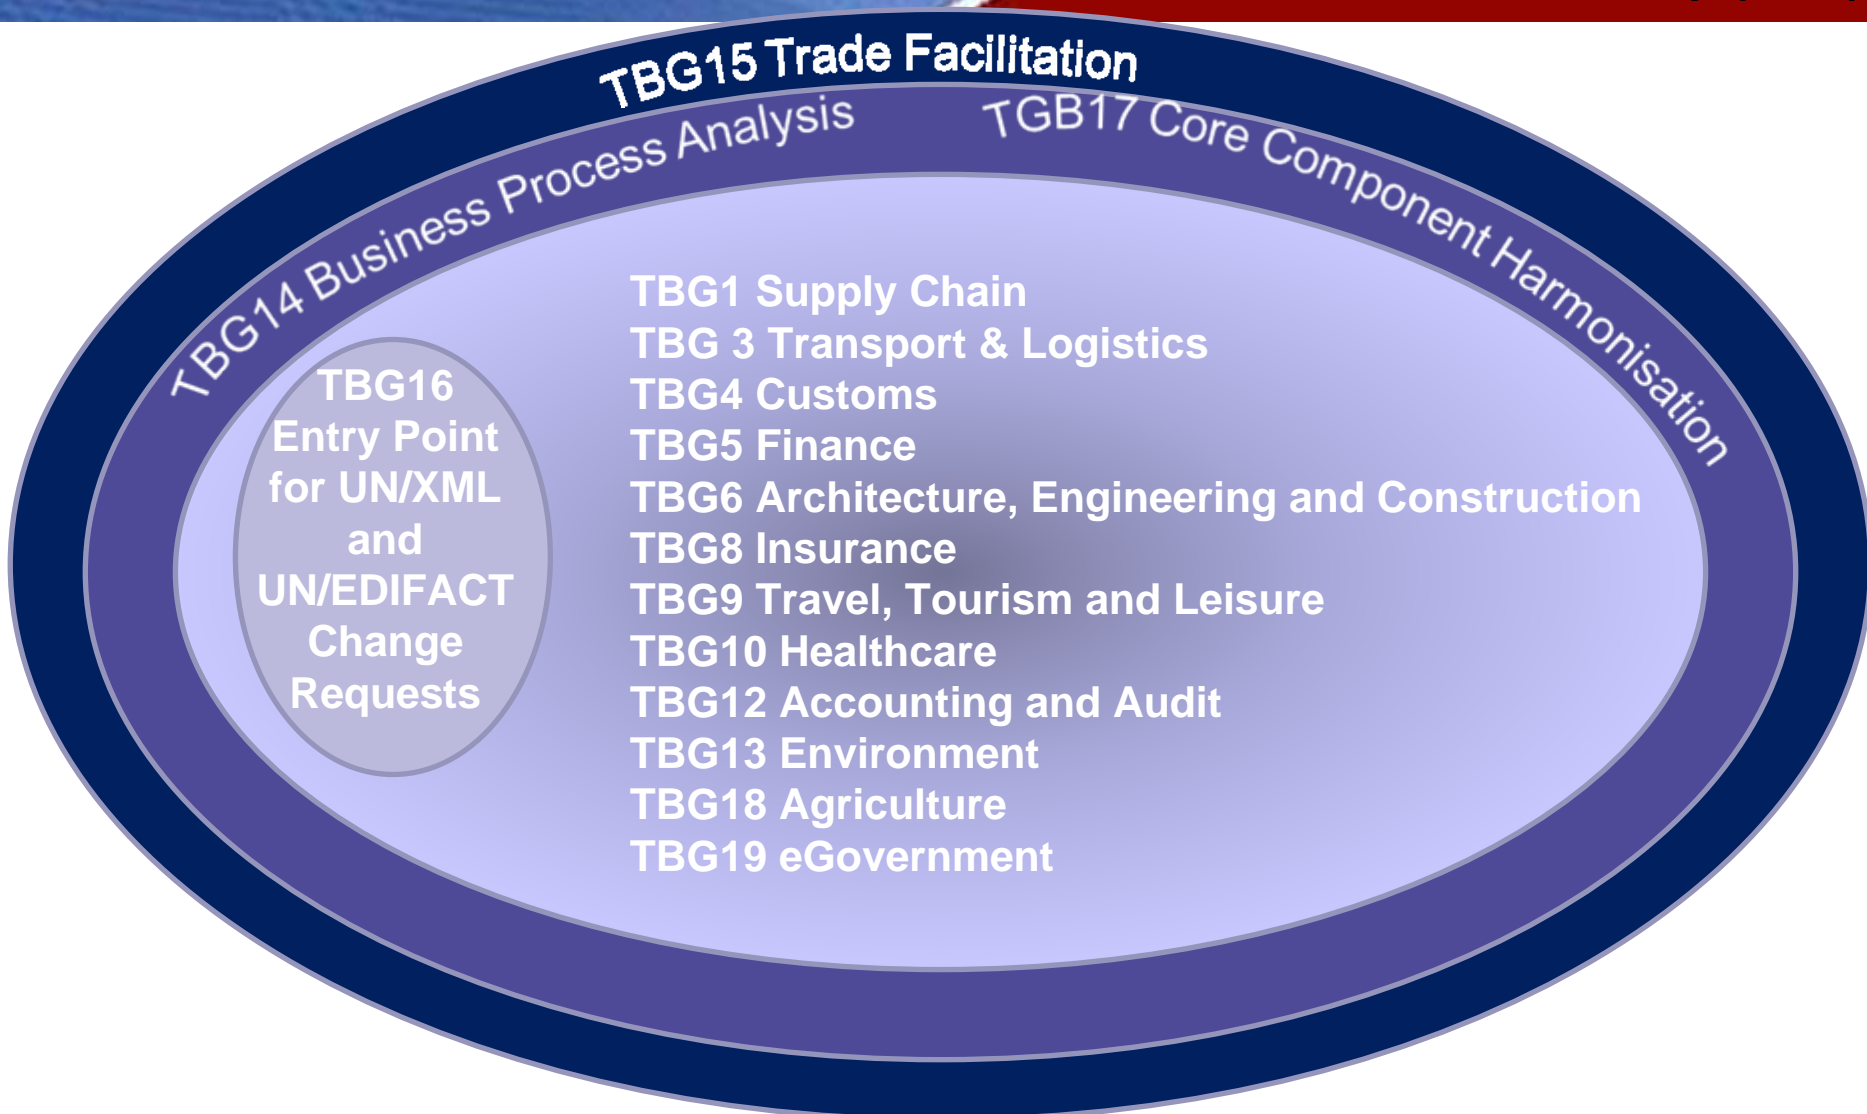 TBG15 Trade Facilitation
TBG14 Business Process Analysis
TGB17 Core Component Harmonisation
TBG16
Entry Point
for UN/XML
and
UN/EDIFACT
Change
Requests
TBG1 Supply Chain
TBG 3 Transport & Logistics
TBG4 Customs
TBG5 Finance
TBG6 Architecture, Engineering and Construction
TBG8 Insurance
TBG9 Travel, Tourism and Leisure
TBG10 Healthcare
TBG12 Accounting and Audit
TBG13 Environment
TBG18 Agriculture
TBG19 eGovernment